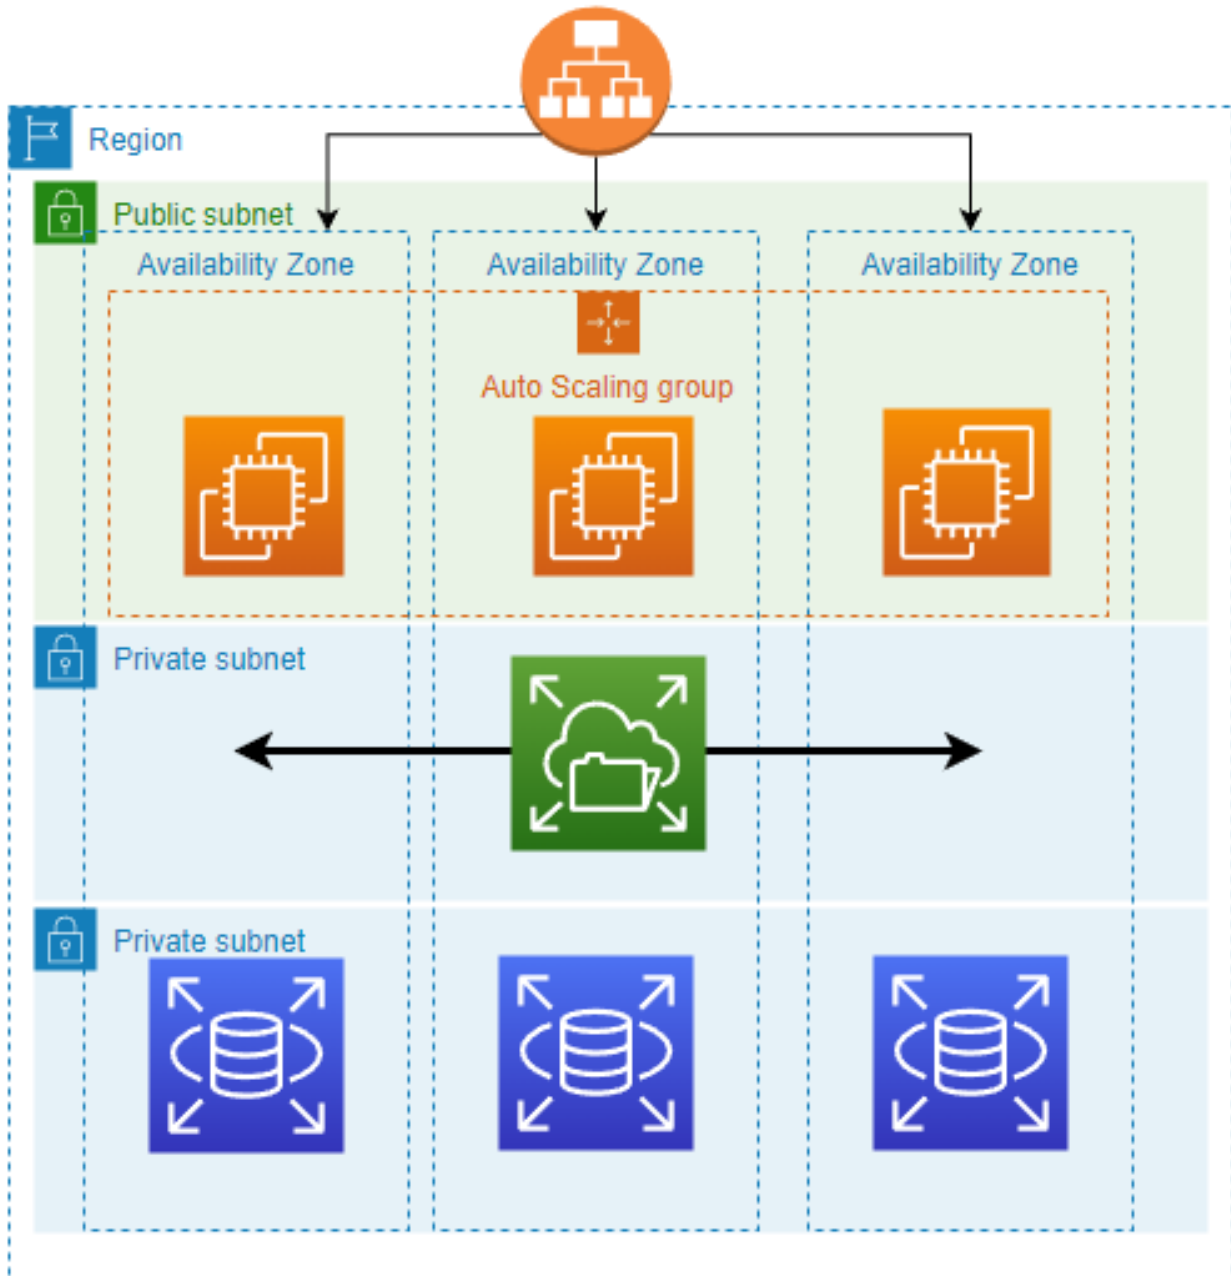 Region
Public subnet
Availability Zone
Availability Zone
Availability Zone
Auto Scaling group
Private subnet
Private subnet